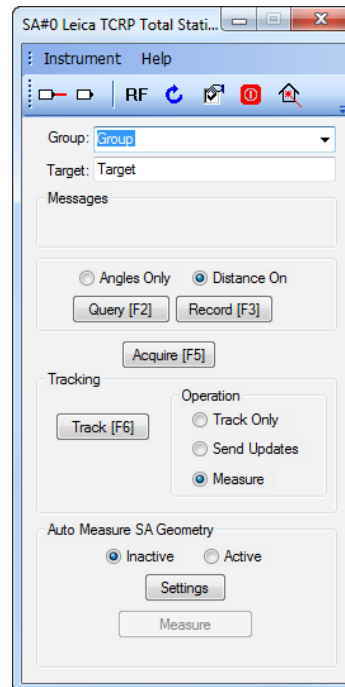 SA#0 Leica TCRP Total Stati...
Instrument Help
RF
Group: Group
Target: Target
Messages
Angles Only Distance On
Query [F2] Record [F3]
Acquire [F5]
Tracking
Operation
Track [F6] Track Only
Send Updates
Measure
Auto Measure SA Geometry
Inactive Active
Settings
Measure